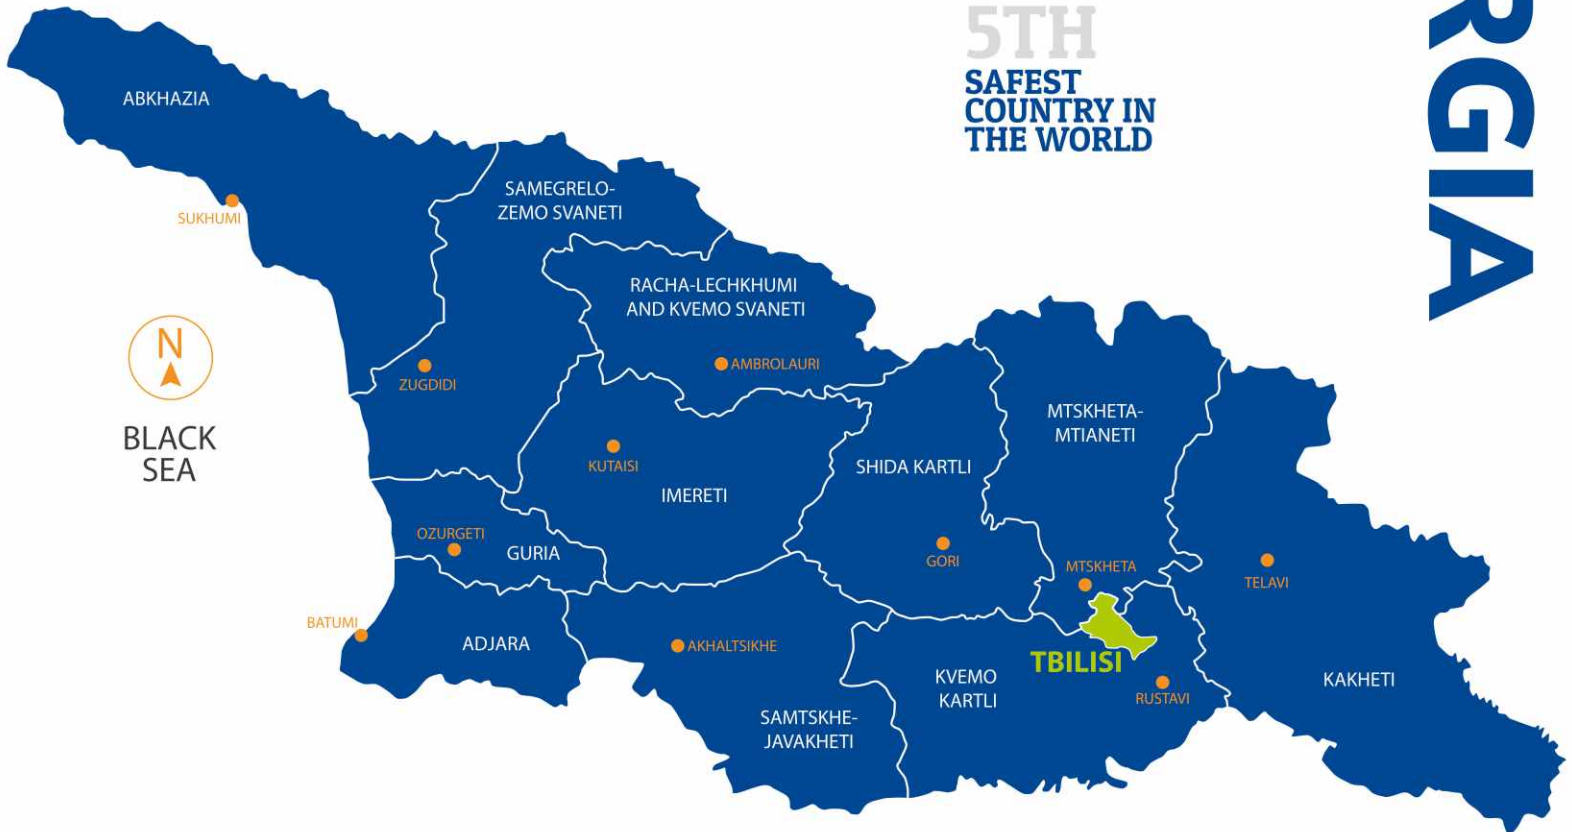 5TH
SAFEST
COUNTRY IN
THE WORLD
RGIA
ABKHAZIA
SUKHUMI
SAMEGRELO-
ZEMO SVANETI
RACHA-LECHKHUMI
AND KVEMO SVANETI
N
ZUGDIDI
AMBROLAURI
BLACK
SEA
MTSKHETA-
MTIANETI
KUTAISI
SHIDA KARTLI
IMERETI
OZURGETI
GURIA
GORI
MTSKHETA
TELAVI
BATUMI
ADJARA
AKHALTSIKHE
TBILISI
KVEMO
KARTLI
RUSTAVI
KAKHETI
SAMTSKHE-
JAVAKHETI